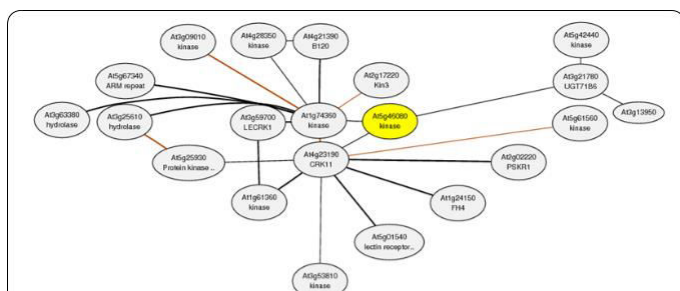 At3g09010
kinase
At4g28350
kinase
At4g21390
B120
At5g42440
kinase
At5g67340
ARM repeat
At2g17220
Kin3
At3g21780
UGT71B6
At3g63380
hydrolase
At3g25610
hydrolase
At3g59700
LECRK1
At1g74360
kinase
At5g46080
kinase
At5g61560
kinase
At3g13950
At5g25930
Protein kinase ...
At4g23190
CRK11
At2g02220
PSKR1
At1g61360
kinase
At1g24150
FH4
At5g01540
lectin receptor...
At3g53810
kinase